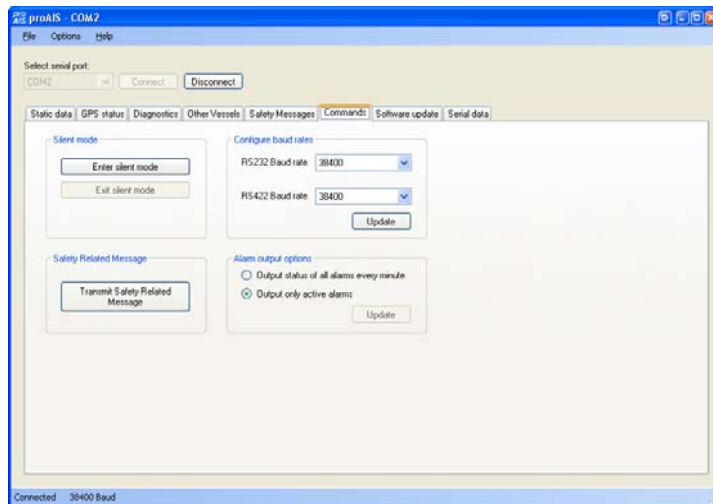 proAIS - COM2
File Options Help
Select serial port:
COM2 Connect Disconnect
Static data GPS status Diagnostics Other Vessels Safety Messages Commands Software update Serial data
Silent mode
Enter silent mode
Exit silent mode
Configure baud rates
RS232 Baud rate 38400
RS422 Baud rate 38400
Update
Safety Related Message
Transmit Safety Related
Message
Alarm output options
Output status of all alarms every minute
Output only active alarms
Update
Connected 38400 Baud